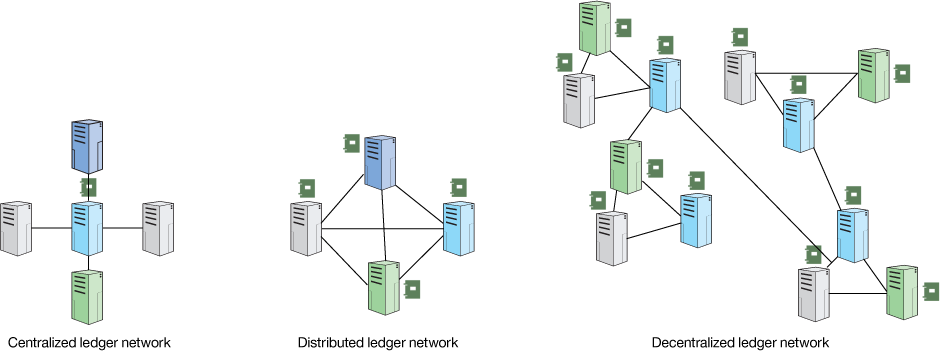 Centralized ledger network
Distributed ledger network
Decentralized ledger network